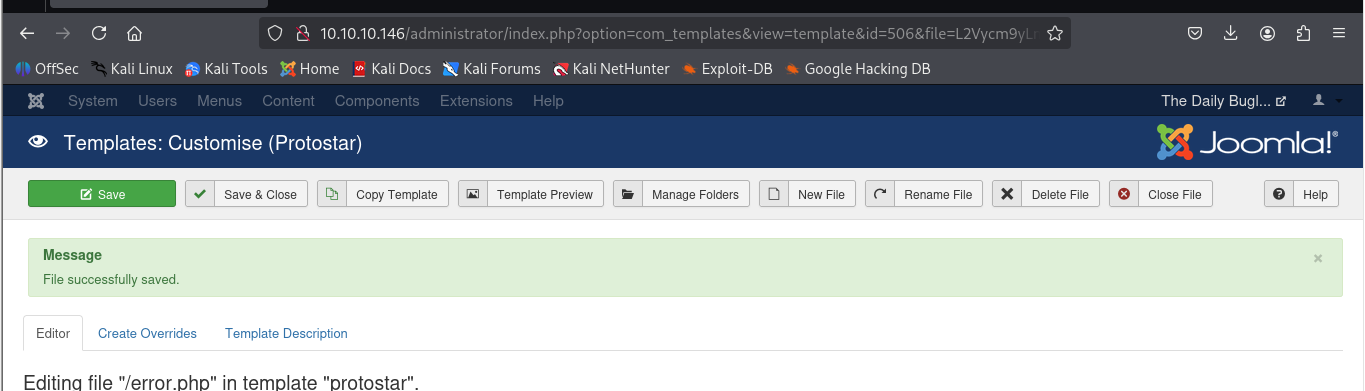 10.10.10.146/administrator/index.php?option=com_templates&view=template&id=506&file=L2Vycm9yLn
OffSec Kali Linux Kali Tools Home Kali Docs Kali Forums Kali NetHunter Exploit-DB Google Hacking DB
System Users Menus Content Components Extensions Help The Daily Bugl...
Templates: Customise (Protostar) Joomla!®
Save Save & Close Copy Template Template Preview Manage Folders New File Rename File Delete File Close File Help
Message
File successfully saved.
Editor Create Overrides Template Description
Editing file "/error.php" in template "protostar".